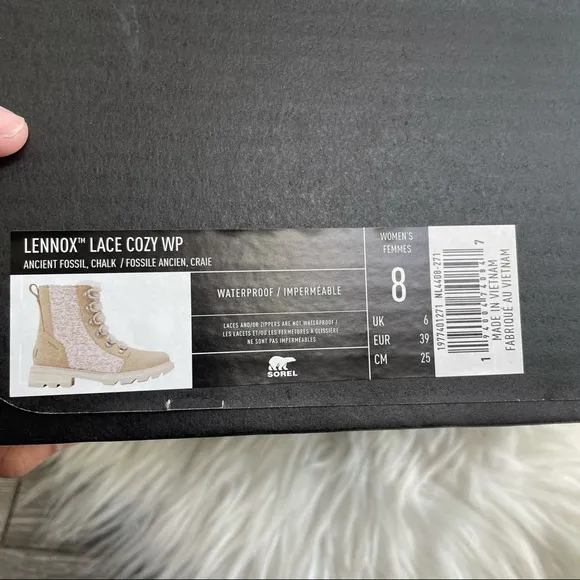 LENNOX™ LACE COZY WP
ANCIENT FOSSIL, CHALK / FOSSILE ANCIEN, CRAIE
WATERPROOF / IMPERMÉABLE
LACES AND/OR ZIPPERS ARE NOT WATERPROOF /
LES LACETS ET/OU LES FERMETURES À GLISSIÈRE
NE SONT PAS IMPERMÉABLES
SOREL
WOMEN'S
FEMMES
8
UK 6
EUR 39
CM 25
1977401271 NL4408-271
MADE IN VIETNAM
FABRIQUÉ AU VIETNAM